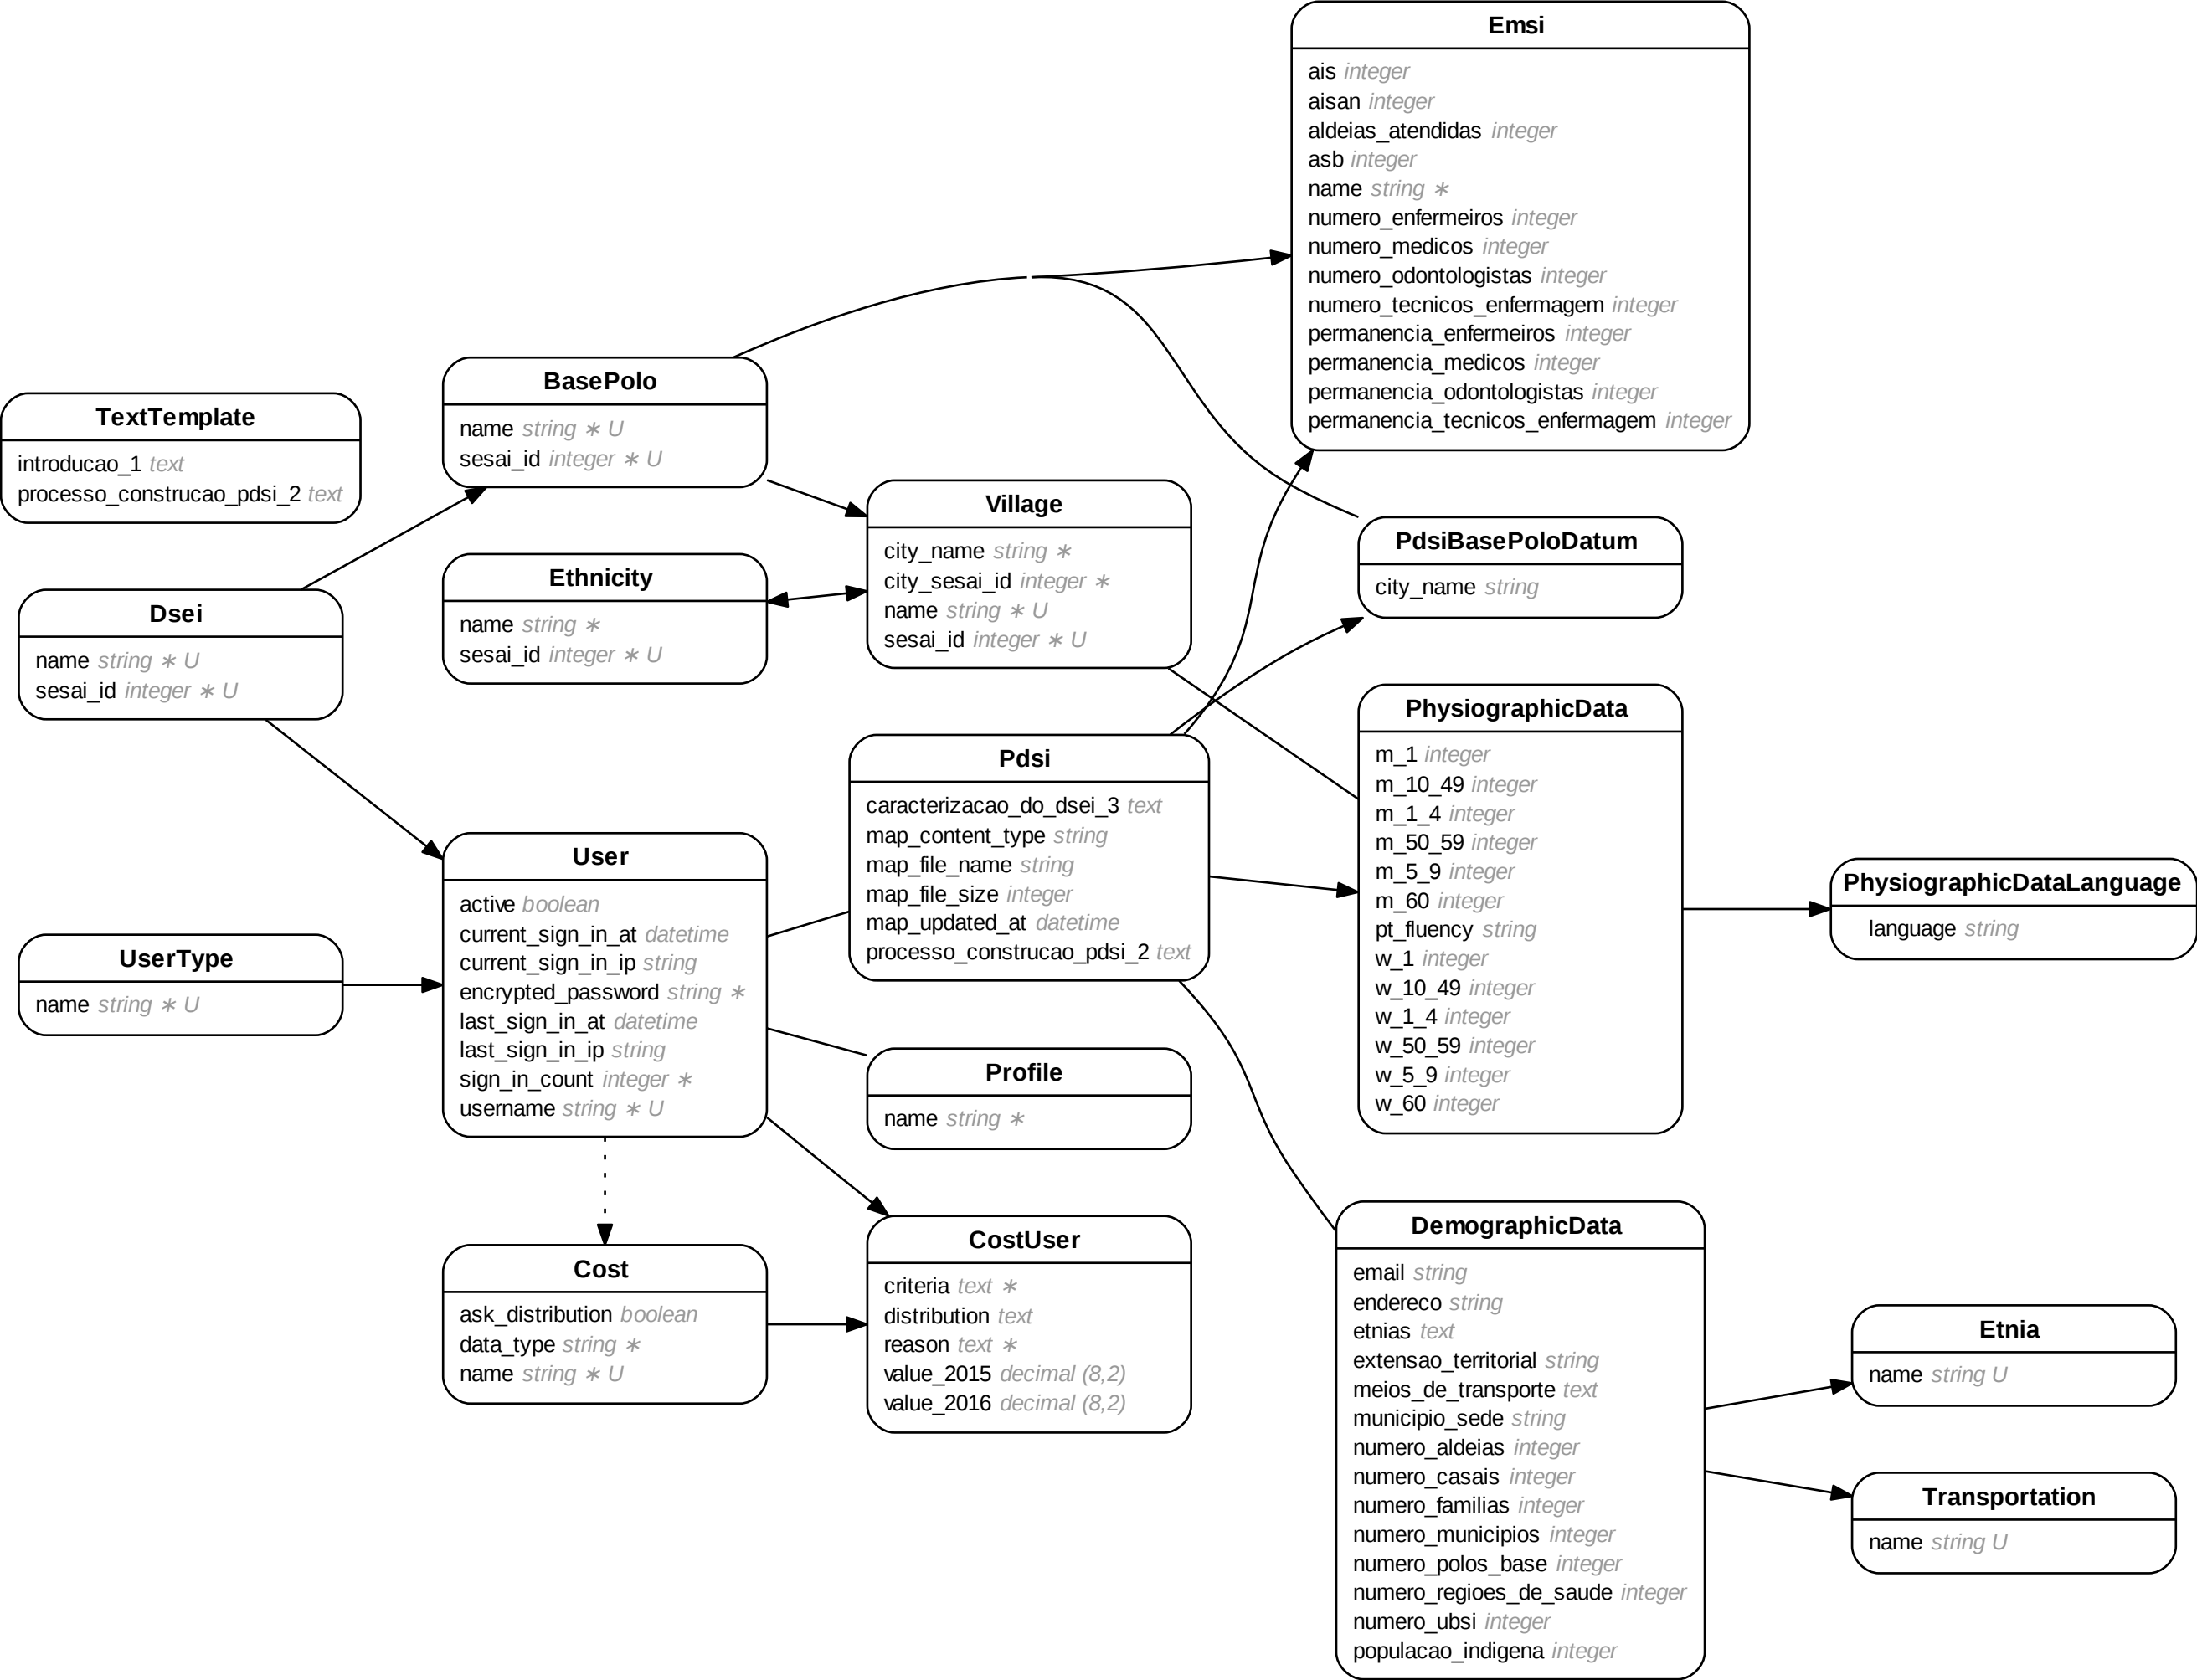 TextTemplate
introducao_1 text
processo_construcao_pdsi_2 text
Dsei
name string ∗ U
sesai_id integer ∗ U
UserType
name string ∗ U
BasePolo
name string ∗ U
sesai_id integer ∗ U
Ethnicity
name string ∗
sesai_id integer ∗ U
User
active boolean
current_sign_in_at datetime
current_sign_in_ip string
encrypted_password string ∗
last_sign_in_at datetime
last_sign_in_ip string
sign_in_count integer ∗
username string ∗ U
Cost
ask_distribution boolean
data_type string ∗
name string ∗ U
Village
city_name string ∗
city_sesai_id integer ∗
name string ∗ U
sesai_id integer ∗ U
Pdsi
caracterizacao_do_dsei_3 text
map_content_type string
map_file_name string
map_file_size integer
map_updated_at datetime
processo_construcao_pdsi_2 text
Profile
name string ∗
CostUser
criteria text ∗
distribution text
reason text ∗
value_2015 decimal (8,2)
value_2016 decimal (8,2)
Emsi
ais integer
aisan integer
aldeias_atendidas integer
asb integer
name string ∗
numero_enfermeiros integer
numero_medicos integer
numero_odontologistas integer
numero_tecnicos_enfermagem integer
permanencia_enfermeiros integer
permanencia_medicos integer
permanencia_odontologistas integer
permanencia_tecnicos_enfermagem integer
PdsiBasePoloDatum
city_name string
PhysiographicData
m_1 integer
m_10_49 integer
m_1_4 integer
m_50_59 integer
m_5_9 integer
m_60 integer
pt_fluency string
w_1 integer
w_10_49 integer
w_1_4 integer
w_50_59 integer
w_5_9 integer
w_60 integer
DemographicData
email string
endereco string
etnias text
extensao_territorial string
meios_de_transporte text
municipio_sede string
numero_aldeias integer
numero_casais integer
numero_familias integer
numero_municipios integer
numero_polos_base integer
numero_regioes_de_saude integer
numero_ubsi integer
populacao_indigena integer
PhysiographicDataLanguage
language string
Etnia
name string U
Transportation
name string U